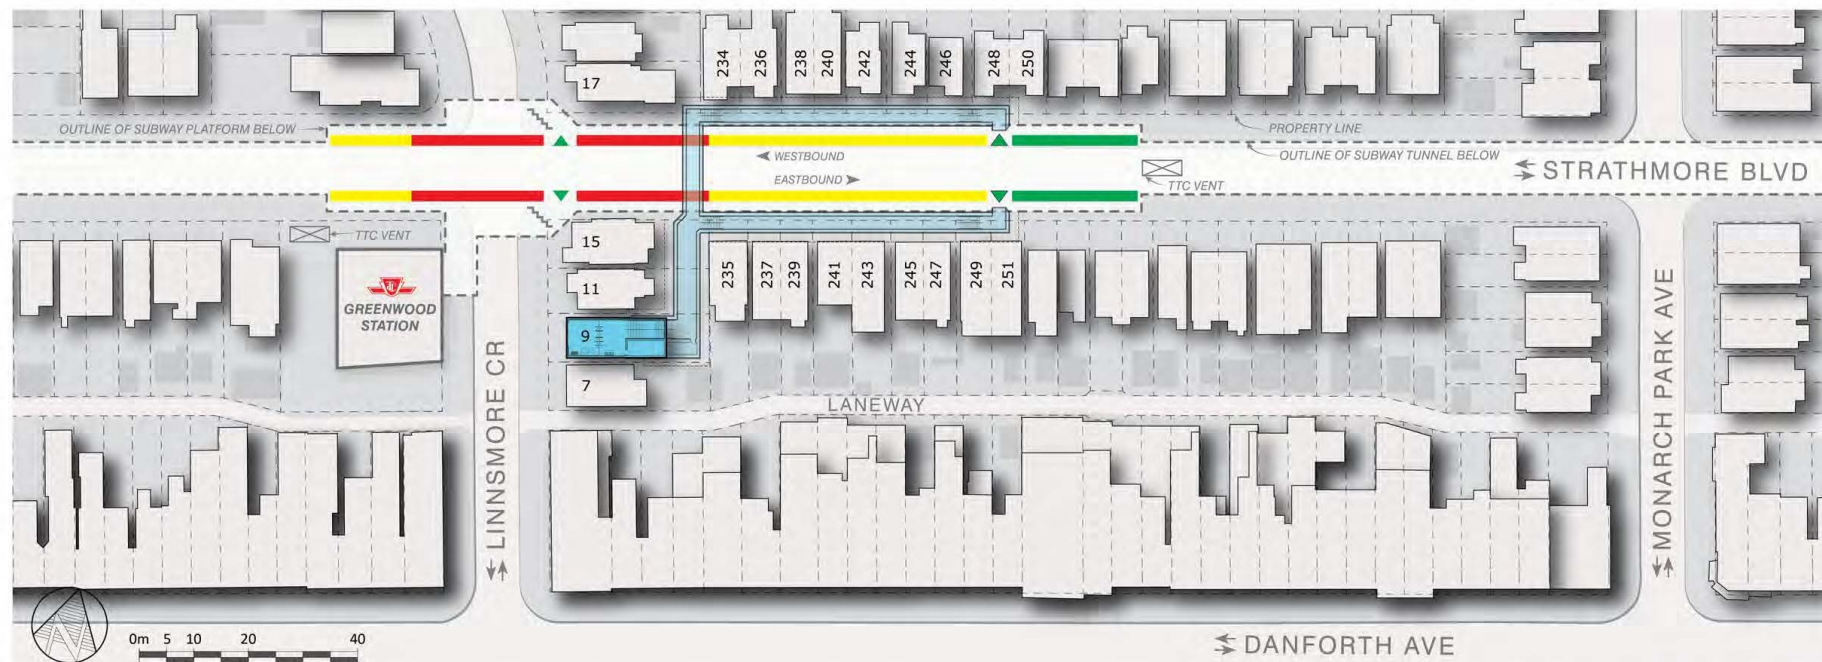 234
236
238
240
242
244
246
248
250
17
OUTLINE OF SUBWAY PLATFORM BELOW
PROPERTY LINE
OUTLINE OF SUBWAY TUNNEL BELOW
WESTBOUND
EASTBOUND
STRATHMORE BLVD
TTC VENT
TTC VENT
15
11
9
7
235
237
239
241
243
245
247
249
251
GREENWOOD
STATION
LANEWAY
LINNSMORE CR
MONARCH PARK AVE
DANFORTH AVE
N
0m 5 10 20 40